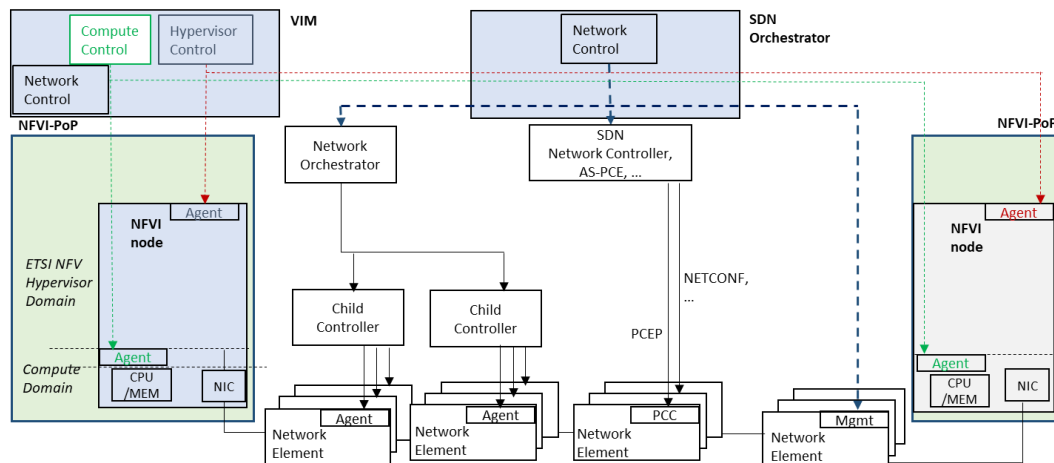 VIM
Compute
Control
Hypervisor
Control
Network
Control
SDN
Orchestrator
Network
Control
NFVI-PoP
NFVI-PoP
Network
Orchestrator
SDN
Network Controller,
AS-PCE, ...
Agent
NFVI
node
ETSI NFV
Hypervisor
Domain
Compute
Domain
Agent
CPU
/MEM
NIC
Child
Controller
Child
Controller
NETCONF,
...
PCEP
Agent
Network
Element
Agent
Network
Element
PCC
Network
Element
Mgmt
Network
Element
Agent
NFVI
node
Agent
CPU
/MEM
NIC